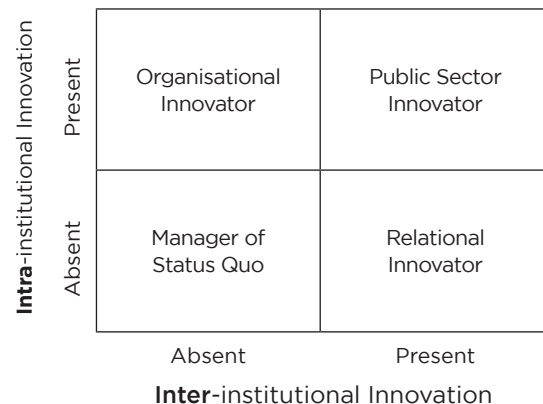 Intra-institutional Innovation
Present
Organisational
Innovator
Public Sector
Innovator
Absent
Manager of
Status Quo
Relational
Innovator
Absent
Present
Inter-institutional Innovation